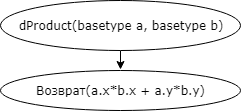 dProduct(basetype a, basetype b)
Возврат(a.x*b.x + a.y*b.y)